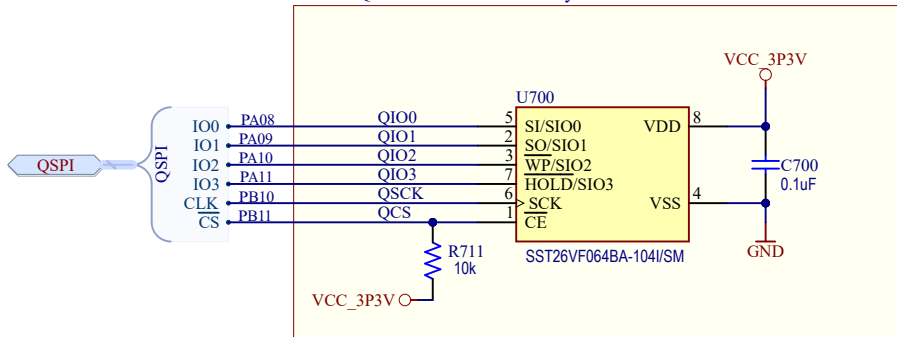 VCC_3P3V
U700
IO0 PA08 QIO0 5 SI/SIO0 VDD 8
IO1 PA09 QIO1 2 SO/SIO1
IO2 PA10 QIO2 3 WP/SIO2
IO3 PA11 QIO3 7 HOLD/SIO3
CLK PB10 QSCK 6 SCK VSS 4
CS PB11 QCS 1 CE
QSPI
QSPI
C700
0.1uF
R711
10k
SST26VF064BA-104I/SM
GND
VCC_3P3V